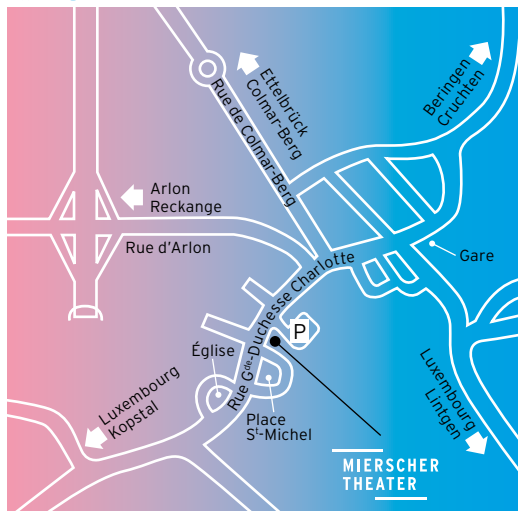 Ettelbrück
Colmar-Berg
Rue de Colmar-Berg
Beringen
Cruchten
Arlon
Reckange
Rue d'Arlon
Gare
Rue Gde-Duchesse Charlotte
P
Église
Luxembourg
Kopstal
Place
St-Michel
Luxembourg
Lintgen
MIERSCHER
THEATER